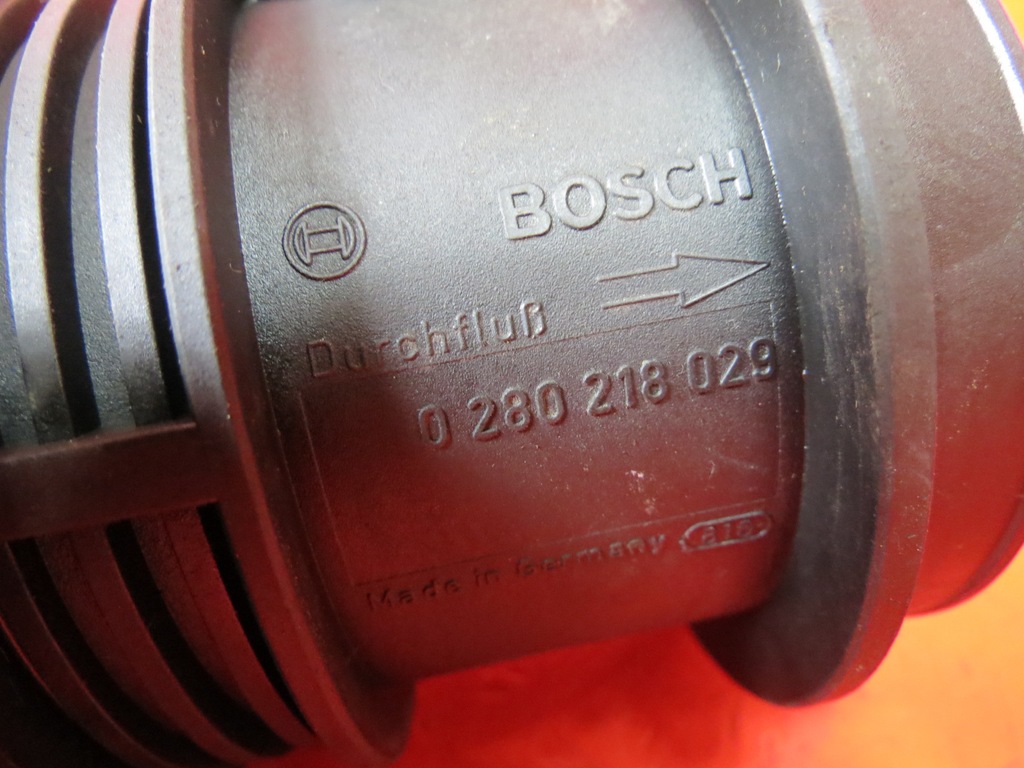 BOSCH
Durchfluß
0 280 218 029
Made in Germany